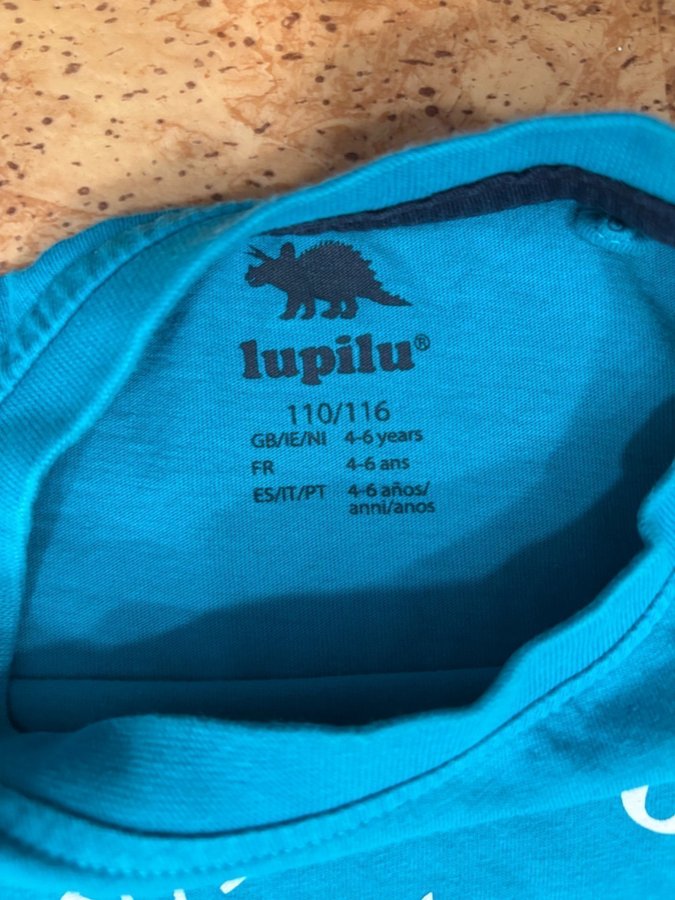 lupilu®
110/116
GB/IE/NI 4-6 years
FR 4-6 ans
ES/IT/PT 4-6 años/
anni/anos